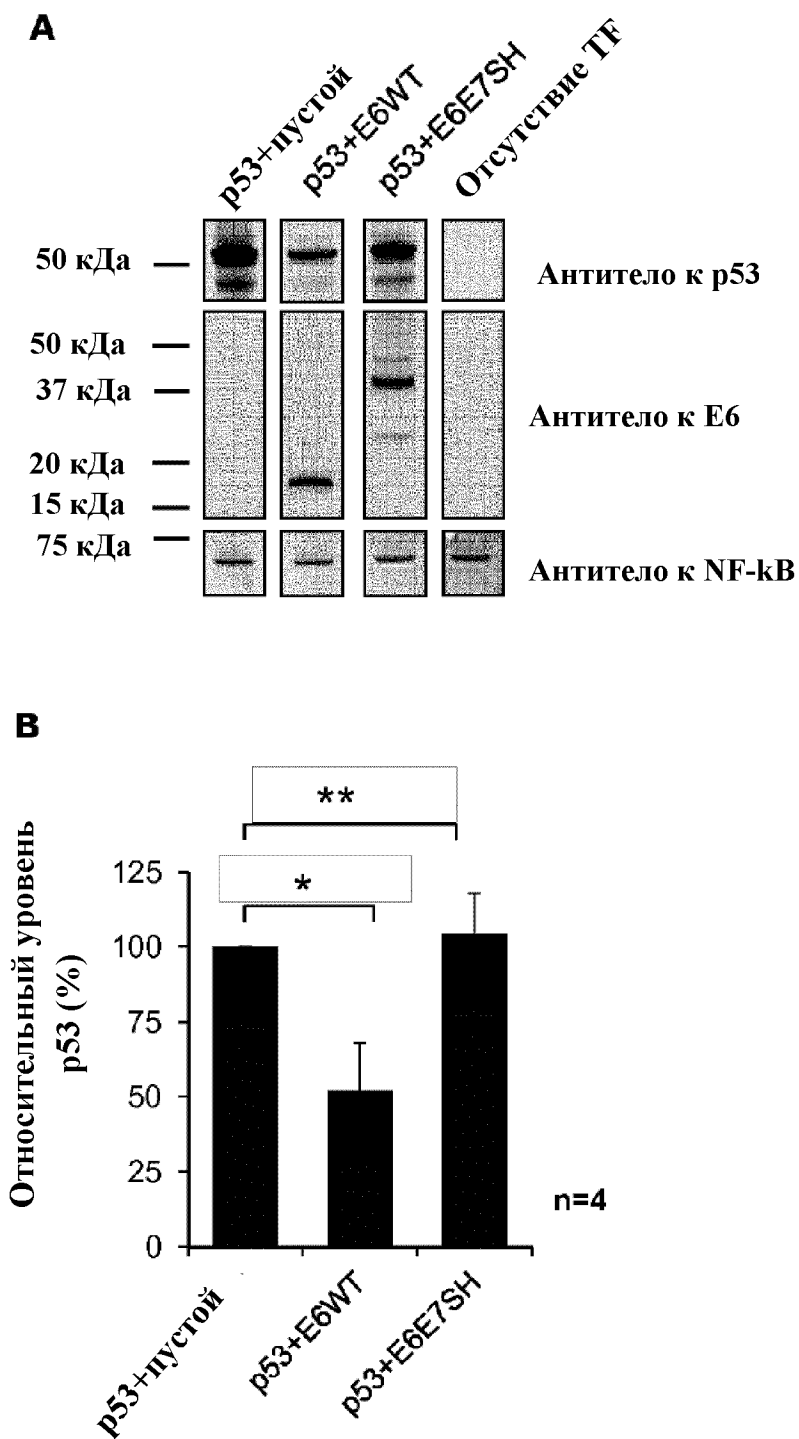 A
p53+пустой
p53+E6WT
p53+E6E7SH
Отсутствие TF
50 кДа
Антитело к p53
50 кДа
37 кДа
Антитело к E6
20 кДа
15 кДа
75 кДа
Антитело к NF-kB
B
**
*
Относительный уровень
p53 (%)
125
100
75
50
25
0
n=4
p53+пустой
p53+E6WT
p53+E6E7SH